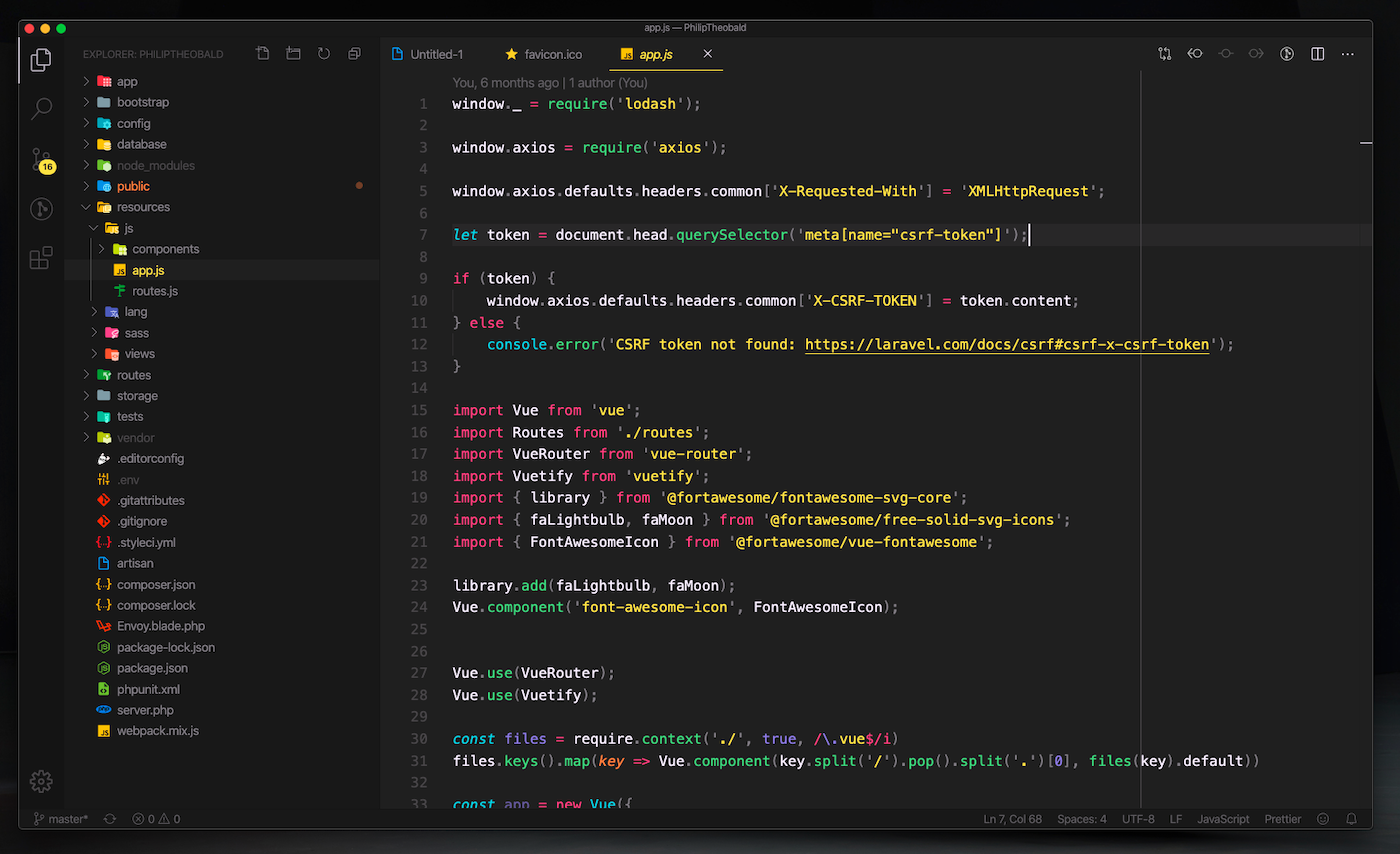 app.js — PhilipTheobald
EXPLORER: PHILIPTHEOBALD
Untitled-1 favicon.ico app.js
16
app
bootstrap
config
database
node_modules
public
resources
js
components
app.js
routes.js
lang
sass
views
routes
storage
tests
vendor
.editorconfig
.env
.gitattributes
.gitignore
.styleci.yml
artisan
composer.json
composer.lock
Envoy.blade.php
package-lock.json
package.json
phpunit.xml
server.php
webpack.mix.js
You, 6 months ago | 1 author (You)
1 window._ = require('lodash');
2
3 window.axios = require('axios');
4
5 window.axios.defaults.headers.common['X-Requested-With'] = 'XMLHttpRequest';
6
7 let token = document.head.querySelector('meta[name="csrf-token"]');
8
9 if (token) {
10 window.axios.defaults.headers.common['X-CSRF-TOKEN'] = token.content;
11 } else {
12 console.error('CSRF token not found: https://laravel.com/docs/csrf#csrf-x-csrf-token');
13 }
14
15 import Vue from 'vue';
16 import Routes from './routes';
17 import VueRouter from 'vue-router';
18 import Vuetify from 'vuetify';
19 import { library } from '@fortawesome/fontawesome-svg-core';
20 import { faLightbulb, faMoon } from '@fortawesome/free-solid-svg-icons';
21 import { FontAwesomeIcon } from '@fortawesome/vue-fontawesome';
22
23 library.add(faLightbulb, faMoon);
24 Vue.component('font-awesome-icon', FontAwesomeIcon);
25
26
27 Vue.use(VueRouter);
28 Vue.use(Vuetify);
29
30 const files = require.context('./', true, /\.vue$/i)
31 files.keys().map(key => Vue.component(key.split('/').pop().split('.')[0], files(key).default))
32
33 const app = new Vue({
master* 0 0 Ln 7, Col 68 Spaces: 4 UTF-8 LF JavaScript Prettier